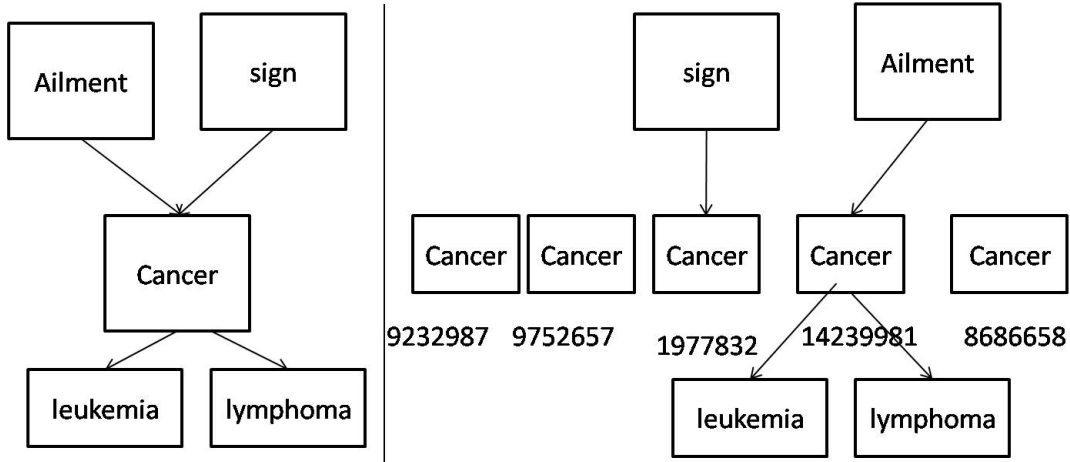 Ailment
sign
Cancer
leukemia
lymphoma
sign
Ailment
Cancer
Cancer
Cancer
Cancer
Cancer
9232987
9752657
1977832
14239981
8686658
leukemia
lymphoma